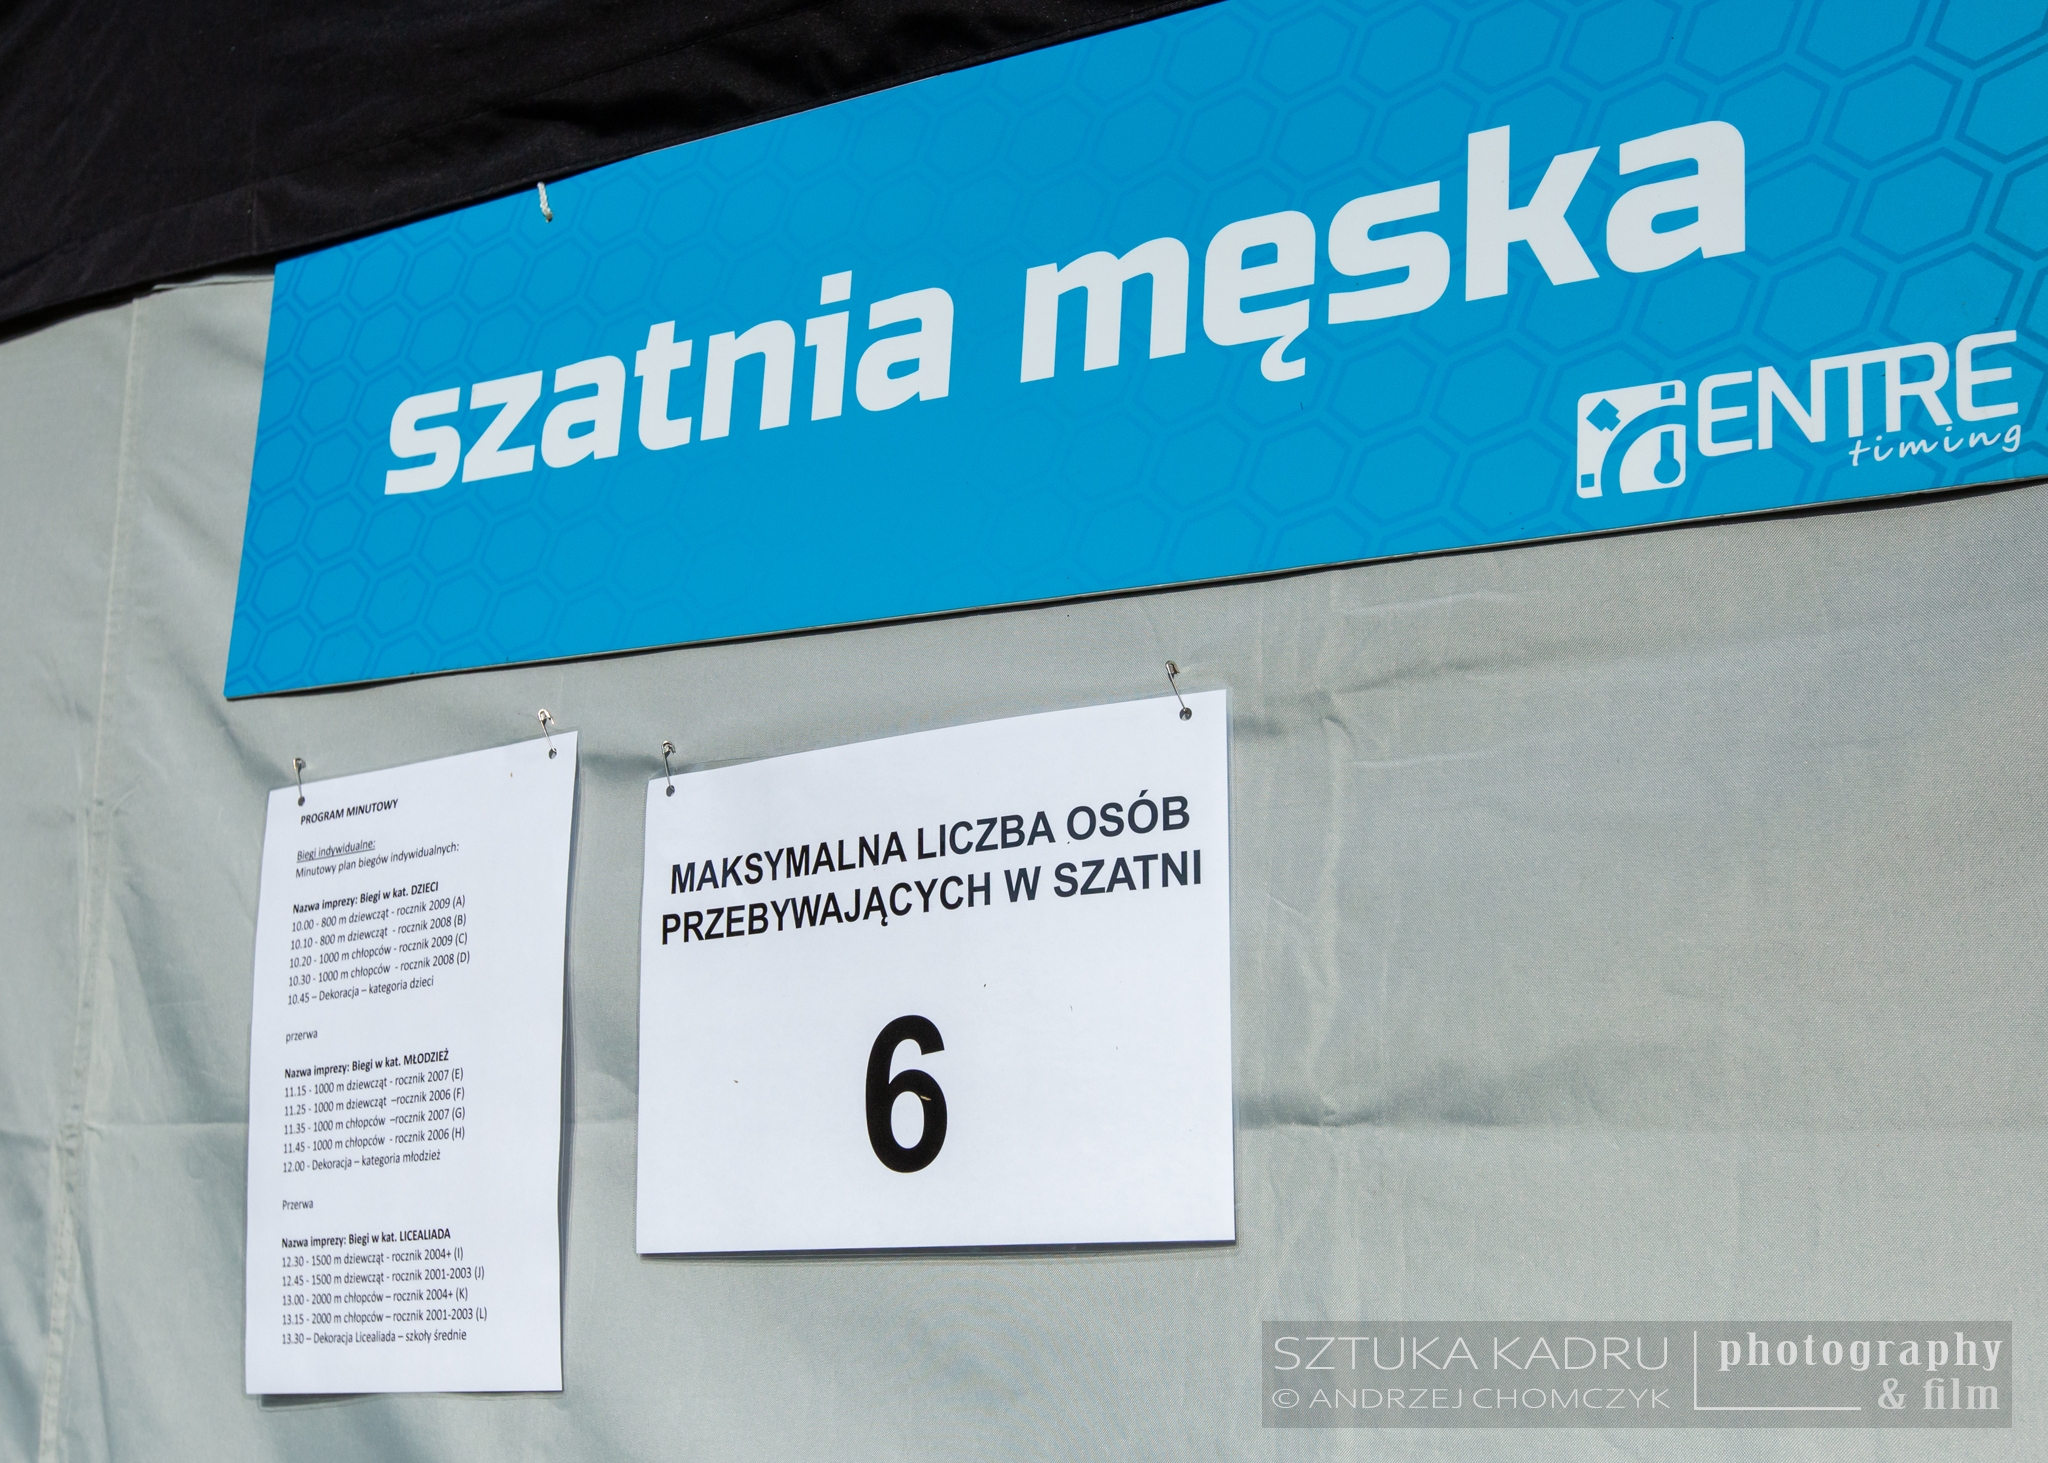 szatnia męska
ENTRE
timing
PROGRAM MINUTOWY
Biegi indywidualne:
Minutowy plan biegów indywidualnych:
Nazwa imprezy: Biegi w kat. DZIECI
10.00 - 800 m dziewcząt - rocznik 2009 (A)
10.10 - 800 m dziewcząt - rocznik 2008 (B)
10.20 - 1000 m chłopców - rocznik 2009 (C)
10.30 - 1000 m chłopców - rocznik 2008 (D)
10.45 – Dekoracja – kategoria dzieci
przerwa
Nazwa imprezy: Biegi w kat. MŁODZIEŻ
11.15 - 1000 m dziewcząt - rocznik 2007 (E)
11.25 - 1000 m dziewcząt –rocznik 2006 (F)
11.35 - 1000 m chłopców –rocznik 2007 (G)
11.45 - 1000 m chłopców - rocznik 2006 (H)
12.00 - Dekoracja – kategoria młodzież
Przerwa
Nazwa imprezy: Biegi w kat. LICEALIADA
12.30 - 1500 m dziewcząt - rocznik 2004+ (I)
12.45 - 1500 m dziewcząt - rocznik 2001-2003 (J)
13.00 - 2000 m chłopców – rocznik 2004+ (K)
13.15 - 2000 m chłopców – rocznik 2001-2003 (L)
13.30 – Dekoracja Licealiada – szkoły średnie
MAKSYMALNA LICZBA OSÓB
PRZEBYWAJĄCYCH W SZATNI
6
SZTUKA KADRU
© ANDRZEJ CHOMCZYK
photography
& film